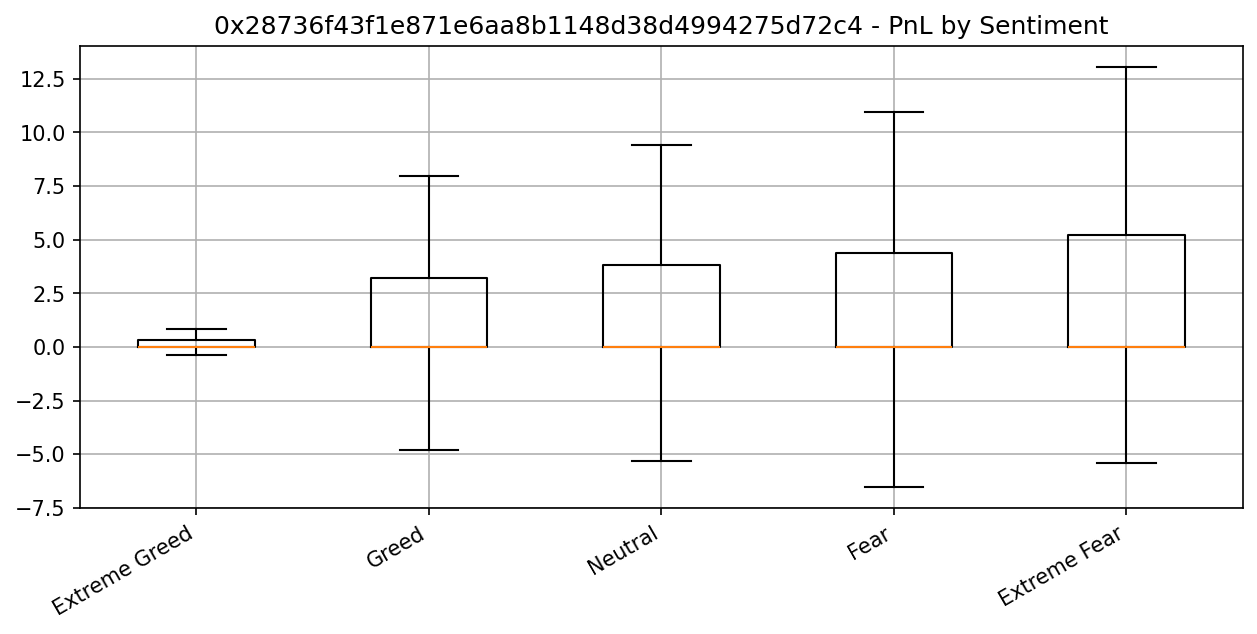 0x28736f43f1e871e6aa8b1148d38d4994275d72c4 - PnL by Sentiment
12.5
10.0
7.5
5.0
2.5
0.0
−2.5
−5.0
−7.5
Extreme Greed
Greed
Neutral
Fear
Extreme Fear